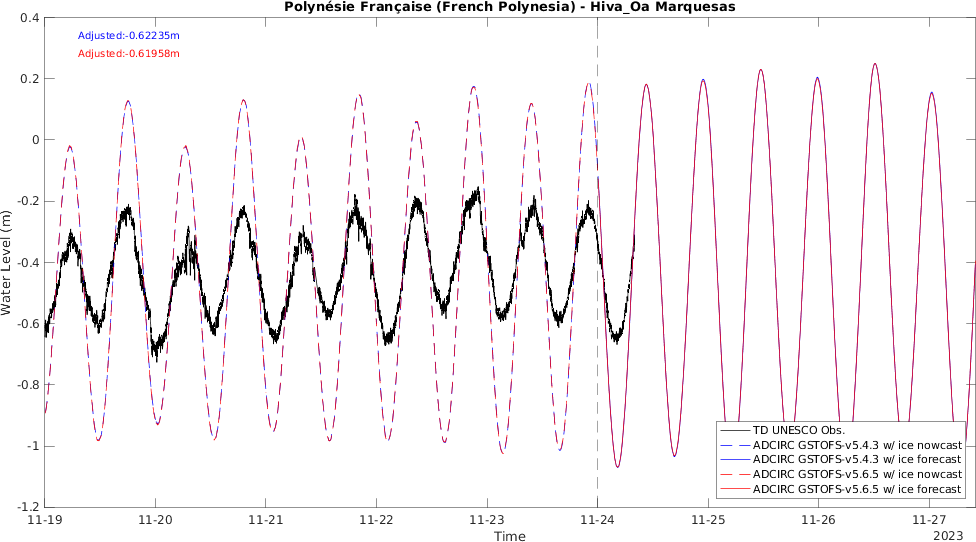 Polynésie Française (French Polynesia) - Hiva_Oa Marquesas
Adjusted:-0.62235m
Adjusted:-0.61958m
0.4
0.2
0
-0.2
-0.4
-0.6
-0.8
-1
-1.2
Water Level (m)
TD UNESCO Obs.
ADCIRC GSTOFS-v5.4.3 w/ ice nowcast
ADCIRC GSTOFS-v5.4.3 w/ ice forecast
ADCIRC GSTOFS-v5.6.5 w/ ice nowcast
ADCIRC GSTOFS-v5.6.5 w/ ice forecast
11-19 11-20 11-21 11-22 11-23 11-24 11-25 11-26 11-27
Time
2023